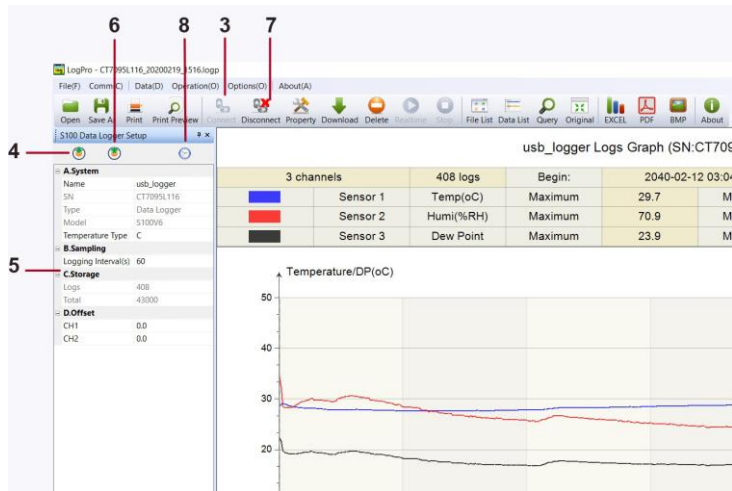 6 8 3 7
LogPro - CT7095L116_20200219_1516.logp
File(F) Comm(C) Data(D) Operation(O) Options(O) About(A)
Open Save A Print Print Preview Connect Disconnect Property Download Delete Realtime Stop File List Data List Query Original EXCEL PDF BMP About
S100 Data Logger Setup
4
usb_logger Logs Graph (SN:CT709
A.System
3 channels 408 logs Begin: 2040-02-12 03:04
Name usb_logger
SN CT7095L116
Sensor 1 Temp(oC) Maximum 29.7 M
Type Data Logger
Model S100V6
Sensor 2 Humi(%RH) Maximum 70.9 M
Temperature Type C
Sensor 3 Dew Point Maximum 23.9 M
B.Sampling
Logging Interval(s) 60
5
C.Storage
Temperature/DP(oC)
Logs 408
Total 43000
50
D.Offset
CH1 0.0
CH2 0.0
40
30
20